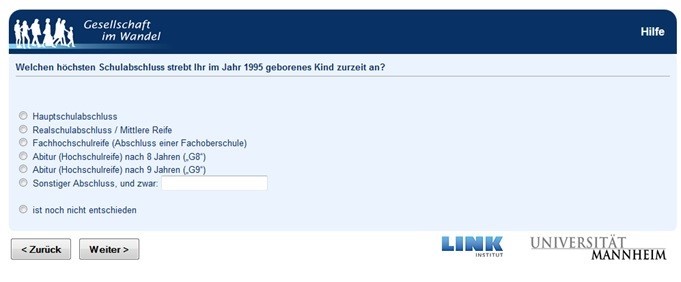 Gesellschaft
im Wandel
Hilfe
Welchen höchsten Schulabschluss strebt Ihr im Jahr 1995 geborenes Kind zurzeit an?
Hauptschulabschluss
Realschulabschluss / Mittlere Reife
Fachhochschulreife (Abschluss einer Fachoberschule)
Abitur (Hochschulreife) nach 8 Jahren („G8“)
Abitur (Hochschulreife) nach 9 Jahren („G9“)
Sonstiger Abschluss, und zwar:
ist noch nicht entschieden
< Zurück
Weiter >
LINK
INSTITUT
UNIVERSITÄT
MANNHEIM